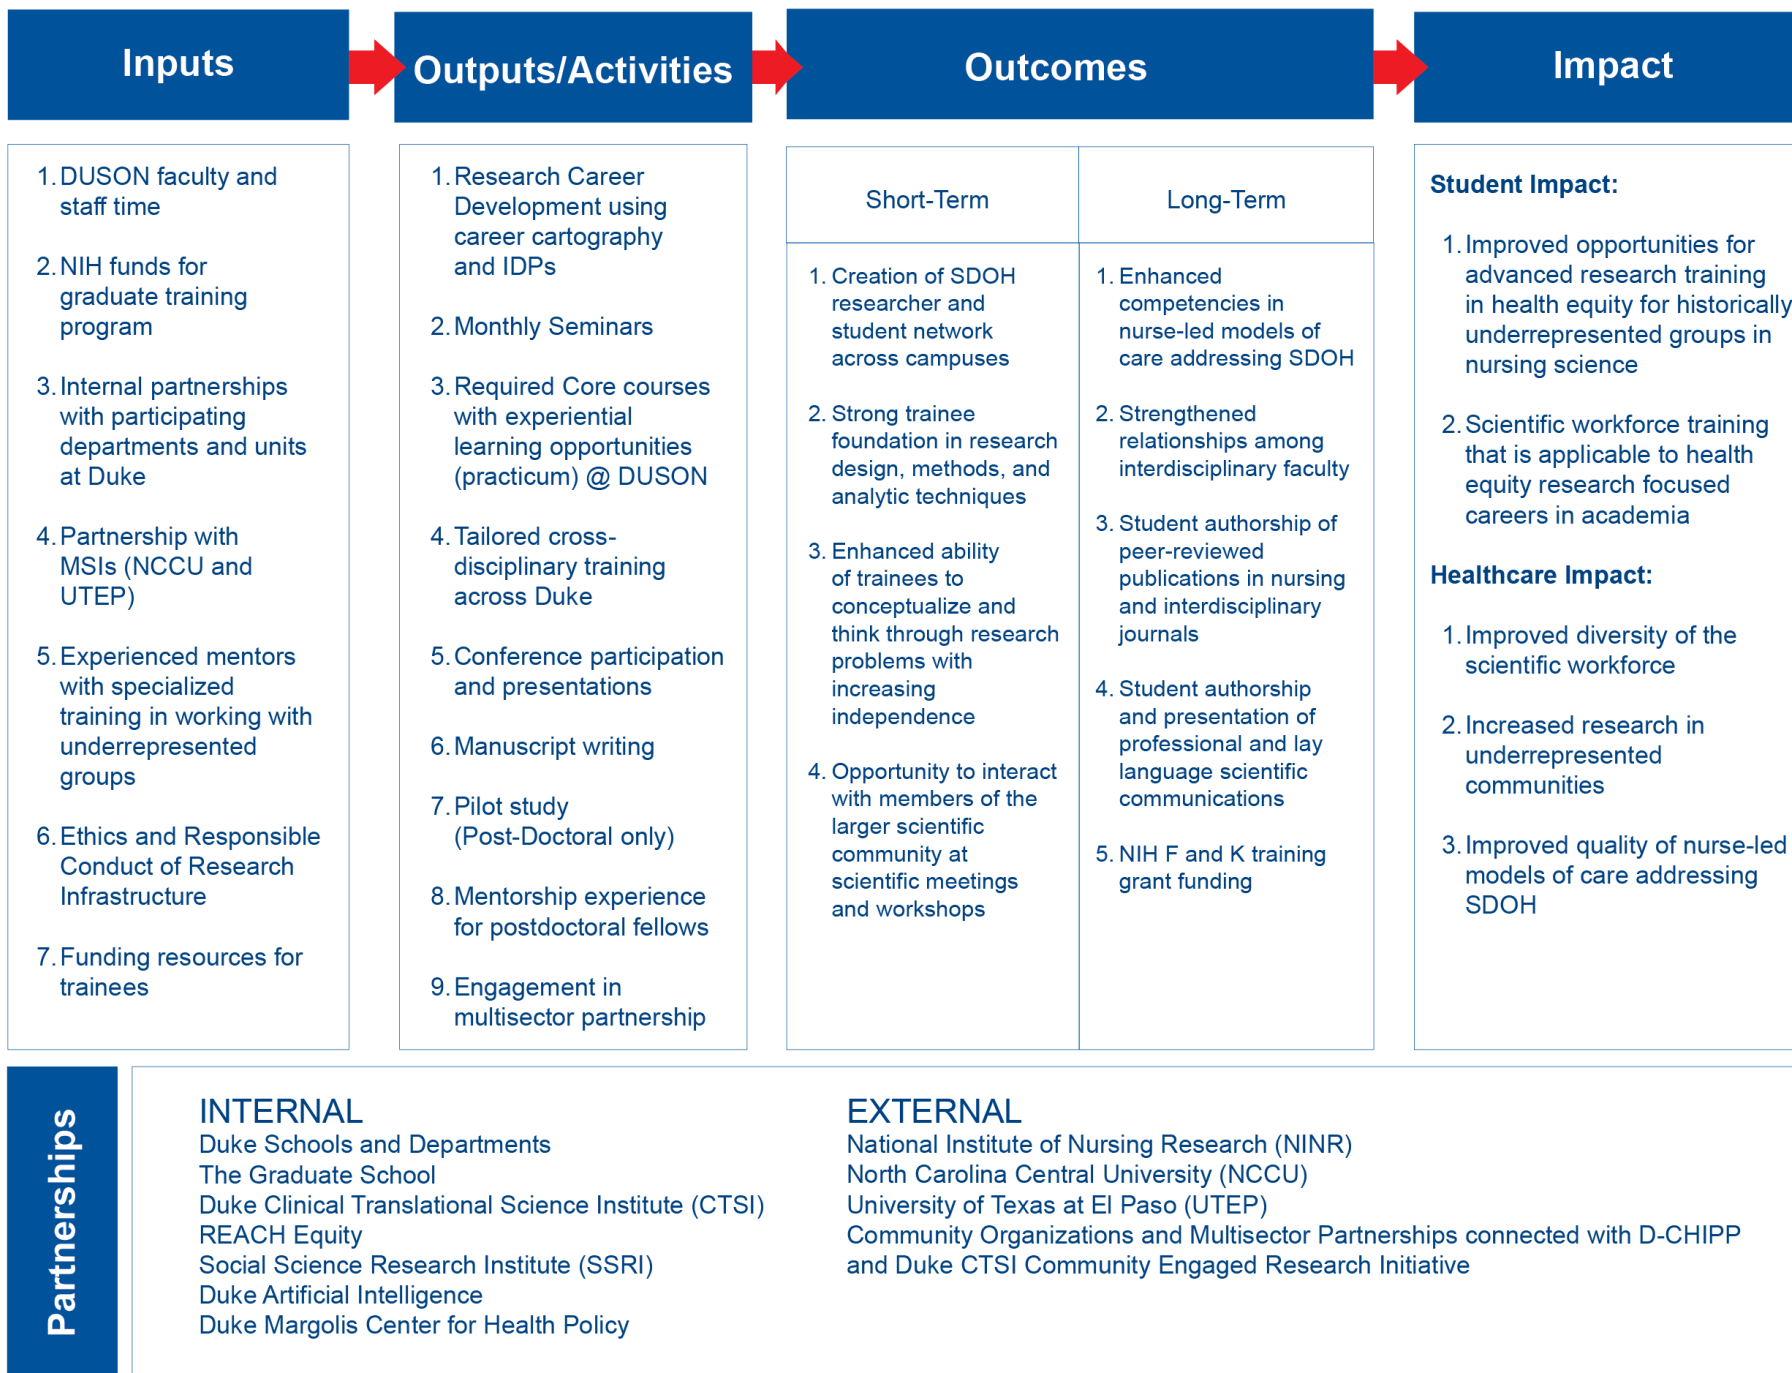 Inputs
Outputs/Activities
Outcomes
Impact
1. DUSON faculty and
staff time
2. NIH funds for
graduate training
program
3. Internal partnerships
with participating
departments and units
at Duke
4. Partnership with
MSIs (NCCU and
UTEP)
5. Experienced mentors
with specialized
training in working with
underrepresented
groups
6. Ethics and Responsible
Conduct of Research
Infrastructure
7. Funding resources for
trainees
1. Research Career
Development using
career cartography
and IDPs
2. Monthly Seminars
3. Required Core courses
with experiential
learning opportunities
(practicum) @ DUSON
4. Tailored cross-
disciplinary training
across Duke
5. Conference participation
and presentations
6. Manuscript writing
7. Pilot study
(Post-Doctoral only)
8. Mentorship experience
for postdoctoral fellows
9. Engagement in
multisector partnership
Short-Term
1. Creation of SDOH
researcher and
student network
across campuses
2. Strong trainee
foundation in research
design, methods, and
analytic techniques
3. Enhanced ability
of trainees to
conceptualize and
think through research
problems with
increasing
independence
4. Opportunity to interact
with members of the
larger scientific
community at
scientific meetings
and workshops
Long-Term
1. Enhanced
competencies in
nurse-led models of
care addressing SDOH
2. Strengthened
relationships among
interdisciplinary faculty
3. Student authorship of
peer-reviewed
publications in nursing
and interdisciplinary
journals
4. Student authorship
and presentation of
professional and lay
language scientific
communications
5. NIH F and K training
grant funding
Student Impact:
1. Improved opportunities for
advanced research training
in health equity for historically
underrepresented groups in
nursing science
2. Scientific workforce training
that is applicable to health
equity research focused
careers in academia
Healthcare Impact:
1. Improved diversity of the
scientific workforce
2. Increased research in
underrepresented
communities
3. Improved quality of nurse-led
models of care addressing
SDOH
Partnerships
INTERNAL
Duke Schools and Departments
The Graduate School
Duke Clinical Translational Science Institute (CTSI)
REACH Equity
Social Science Research Institute (SSRI)
Duke Artificial Intelligence
Duke Margolis Center for Health Policy
EXTERNAL
National Institute of Nursing Research (NINR)
North Carolina Central University (NCCU)
University of Texas at El Paso (UTEP)
Community Organizations and Multisector Partnerships connected with D-CHIPP
and Duke CTSI Community Engaged Research Initiative